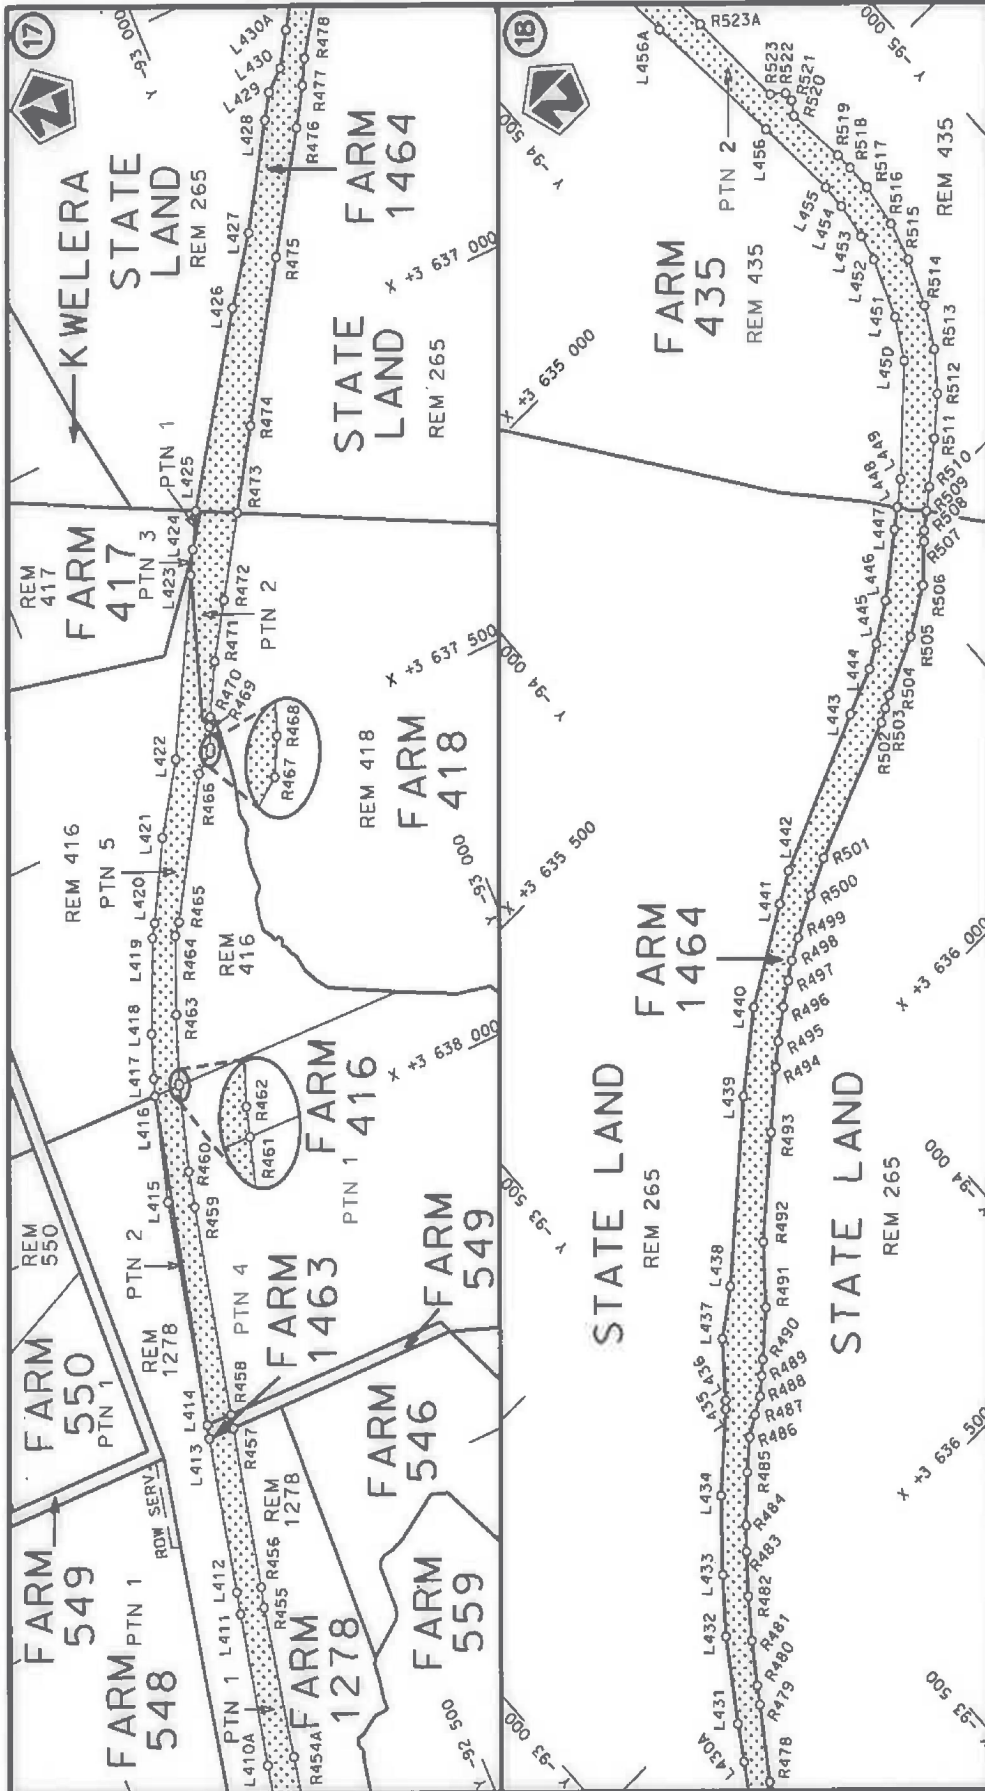 17
Y -93 000
L430A
L430
L429
L428
R478
R477
R476
FARM
1464
KWELERA
STATE
LAND
REM 265
L427
R475
L426
X +3 637 000
STATE
LAND
REM 265
R474
R473
PTN 1
L425
L424
L423
REM
417
FARM
417
PTN 3
R472
PTN 2
R471
R470
R469
R468
R467
X +3 637 500
REM 418
FARM
418
L422
R466
L421
REM 416
PTN 5
L420
L419
R465
R464
REM
416
Y -93 000
L418
R463
L417
L416
R462
R461
X +3 638 000
FARM
416
PTN 1
L415
R460
R459
REM
550
PTN 2
REM
1278
PTN 4
FARM
1463
FARM
549
FARM
550
PTN 1
L414
L413
R458
R457
FARM
546
FARM
549
ROW SERV.
REM
1278
L412
L411
R456
R455
FARM
559
FARM
548
PTN 1
PTN 1
FARM
1278
L410A
R454A
Y -92 500
18
L456A
R523A
Y -95 000
Y -94 500
PTN 2
R523
R522
R521
R520
L456
R519
R518
R517
R516
R515
R514
R513
R512
R511
R510
R509
R508
R507
R506
R505
R504
R503
R502
L455
L454
L453
L452
L451
L450
L449
L448
L447
L446
L445
L444
L443
REM 435
FARM
435
REM 435
X +3 635 000
Y -94 000
X +3 635 500
L442
L441
L440
R501
R500
R499
R498
R497
R496
R495
R494
FARM
1464
X +3 636 000
L439
R493
R492
R491
R490
R489
R488
R487
R486
R485
R484
R483
R482
R481
R480
R479
R478
STATE LAND
REM 265
STATE LAND
REM 265
Y -94 000
Y -93 500
L438
L437
L436
L435
L434
L433
L432
L431
L430A
X +3 636 500
Y -93 000
-93 500